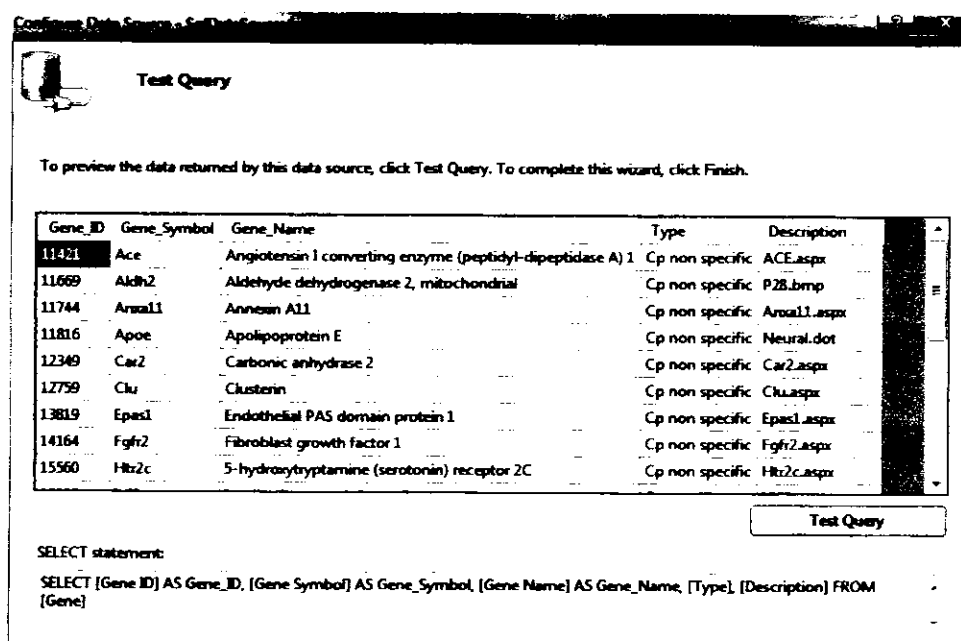 Configure Data Source - SqlDataSource
Test Query
To preview the data returned by this data source, click Test Query. To complete this wizard, click Finish.
Gene_ID Gene_Symbol Gene_Name Type Description
11421 Ace Angiotensin I converting enzyme (peptidyl-dipeptidase A) 1 Cp non specific ACE.aspx
11669 Aldh2 Aldehyde dehydrogenase 2, mitochondrial Cp non specific P28.bmp
11744 Anxa11 Annexin A11 Cp non specific Anxa11.aspx
11816 Apoe Apolipoprotein E Cp non specific Neural.dot
12349 Car2 Carbonic anhydrase 2 Cp non specific Car2.aspx
12759 Clu Clusterin Cp non specific Clu.aspx
13819 Epas1 Endothelial PAS domain protein 1 Cp non specific Epas1.aspx
14164 Fgfr2 Fibroblast growth factor 1 Cp non specific Fgfr2.aspx
15560 Htr2c 5-hydroxytryptamine (serotonin) receptor 2C Cp non specific Htr2c.aspx
Test Query
SELECT statement:
SELECT [Gene ID] AS Gene_ID, [Gene Symbol] AS Gene_Symbol, [Gene Name] AS Gene_Name, [Type], [Description] FROM
[Gene]